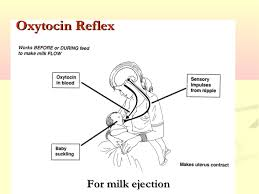 Oxytocin Reflex
Works BEFORE or DURING feed
to make milk FLOW
Oxytocin
in blood
Sensory
impulses
from nipple
Baby
suckling
Makes uterus contract
For milk ejection